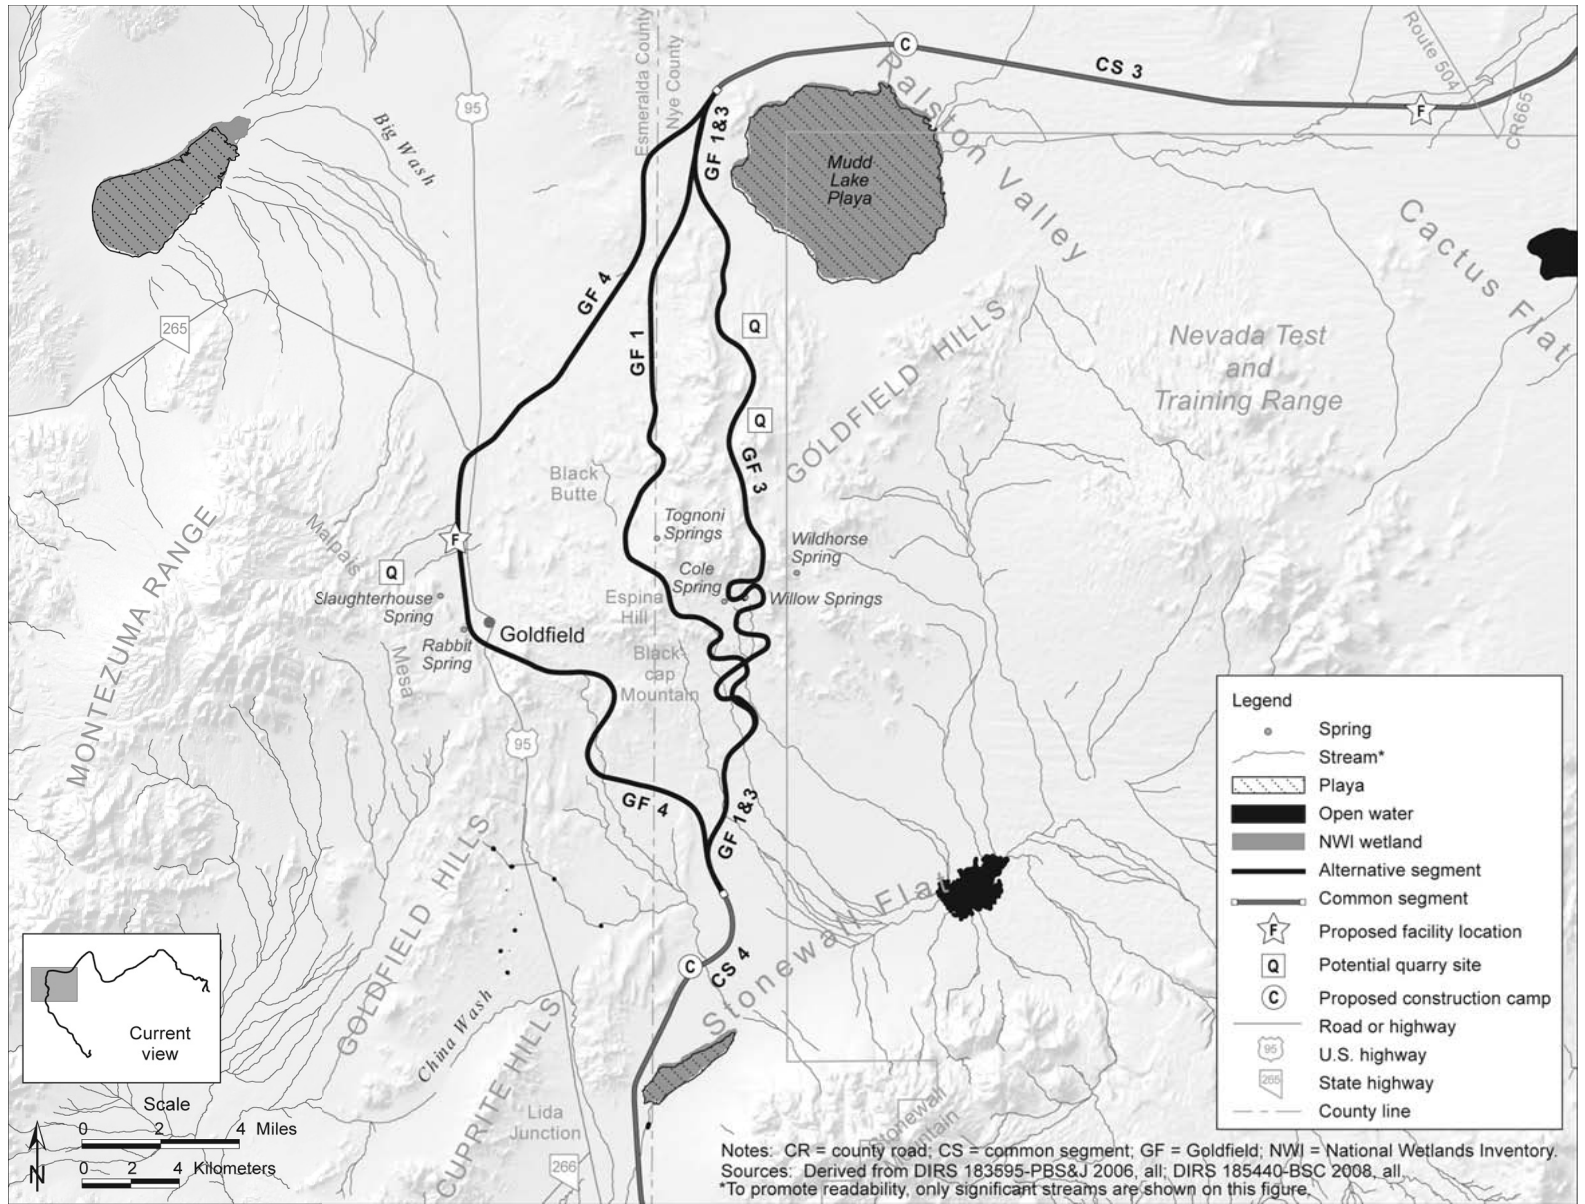 Esmeralda County
Nye County
95
Big Wash
C
CS 3
Route 504
F
CR665
GF 1&3
Ralston Valley
Mudd
Lake
Playa
Cactus Flat
265
GF 4
GF 1
Q
GOLDFIELD HILLS
Nevada Test
and
Training Range
Q
GF 3
Black
Butte
MONTEZUMA RANGE
Malpais
Mesa
F
Q
Tognoni
Springs
Wildhorse
Spring
Cole
Spring
Willow Springs
Slaughterhouse
Spring
Espina
Hill
Goldfield
Rabbit
Spring
Black-
cap
Mountain
95
GF 4
GF 1&3
GOLDFIELD HILLS
Stonewall Flat
C
CS 4
China Wash
CUPRITE HILLS
Lida
Junction
266
Stonewall
Mountain
Current
view
Scale
0 2 4 Miles
0 2 4 Kilometers
N
Legend
Spring
Stream*
Playa
Open water
NWI wetland
Alternative segment
Common segment
F Proposed facility location
Q Potential quarry site
C Proposed construction camp
Road or highway
95 U.S. highway
265 State highway
County line
Notes: CR = county road; CS = common segment; GF = Goldfield; NWI = National Wetlands Inventory.
Sources: Derived from DIRS 183595-PBS&J 2006, all; DIRS 185440-BSC 2008, all.
*To promote readability, only significant streams are shown on this figure.